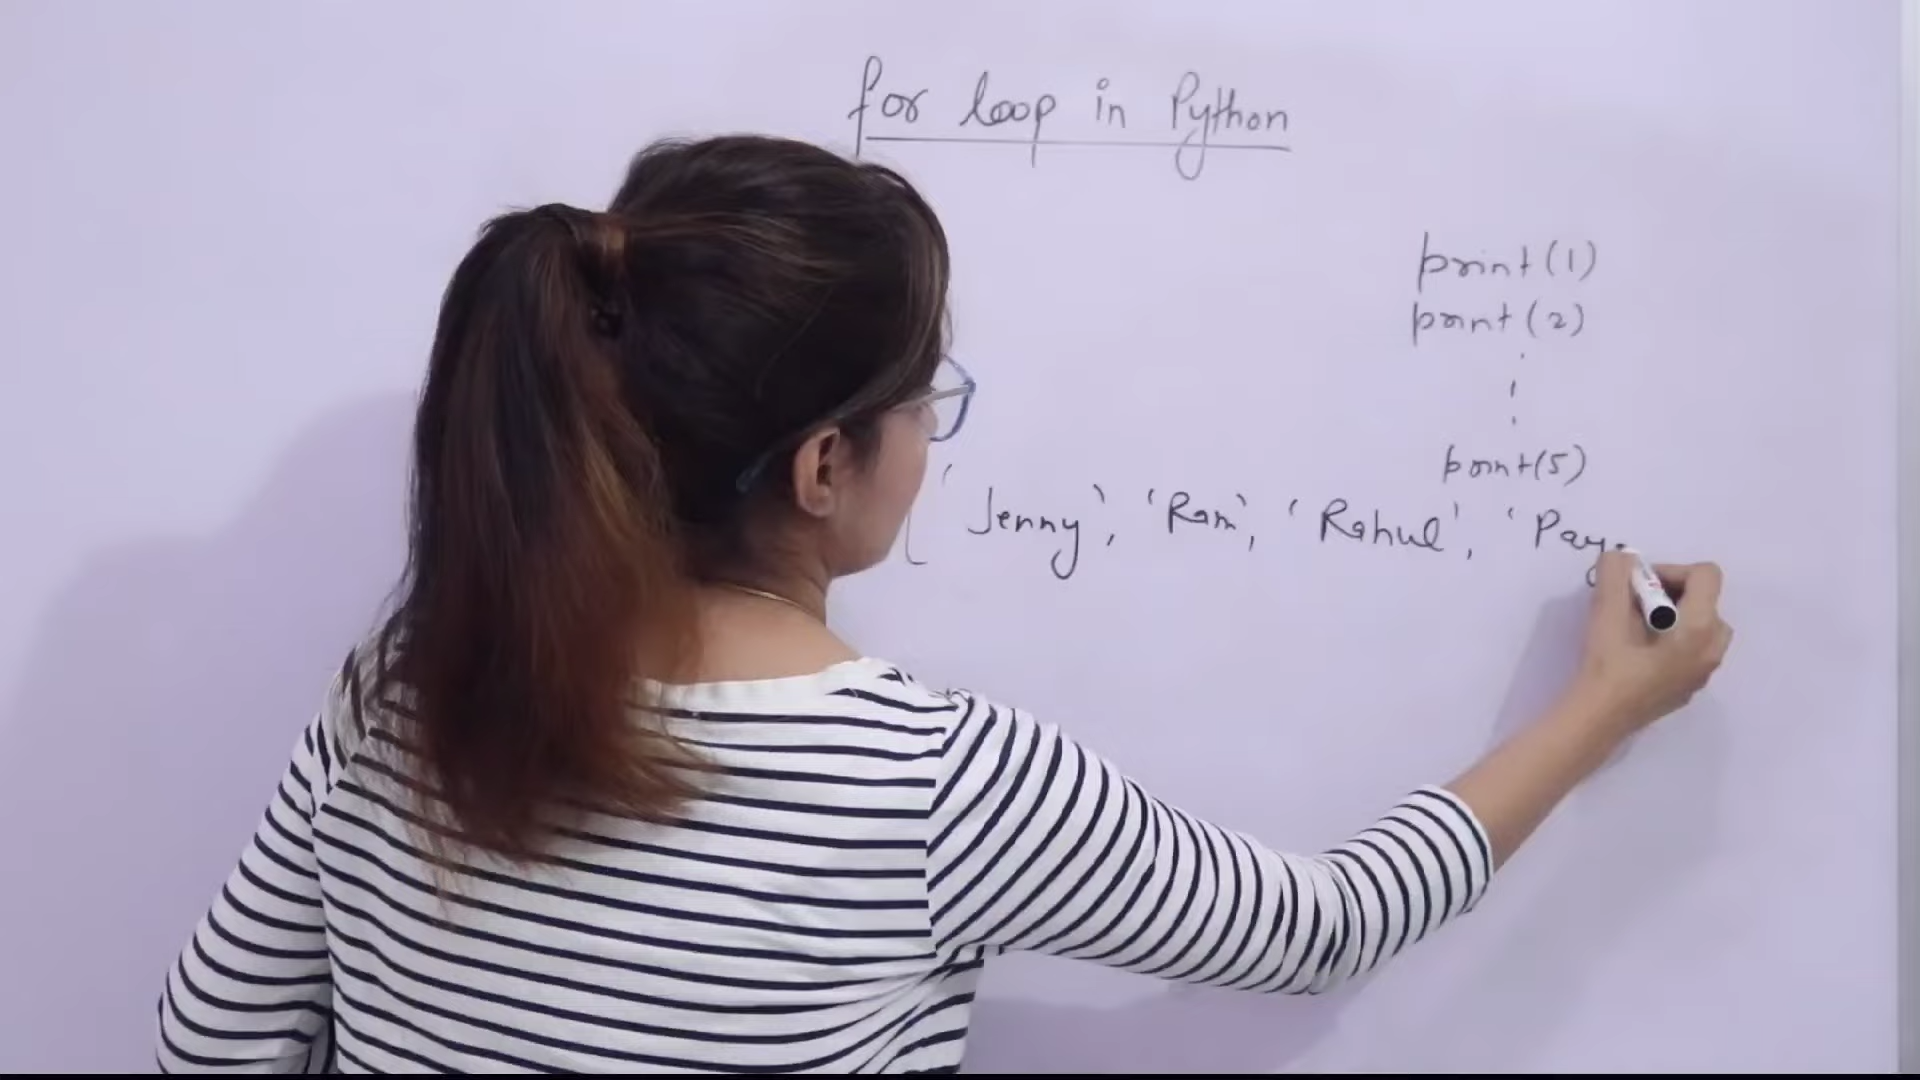 for loop in Python
print(1)
print(2)
print(5)
['Jenny', 'Ram', 'Rahul', 'Pay